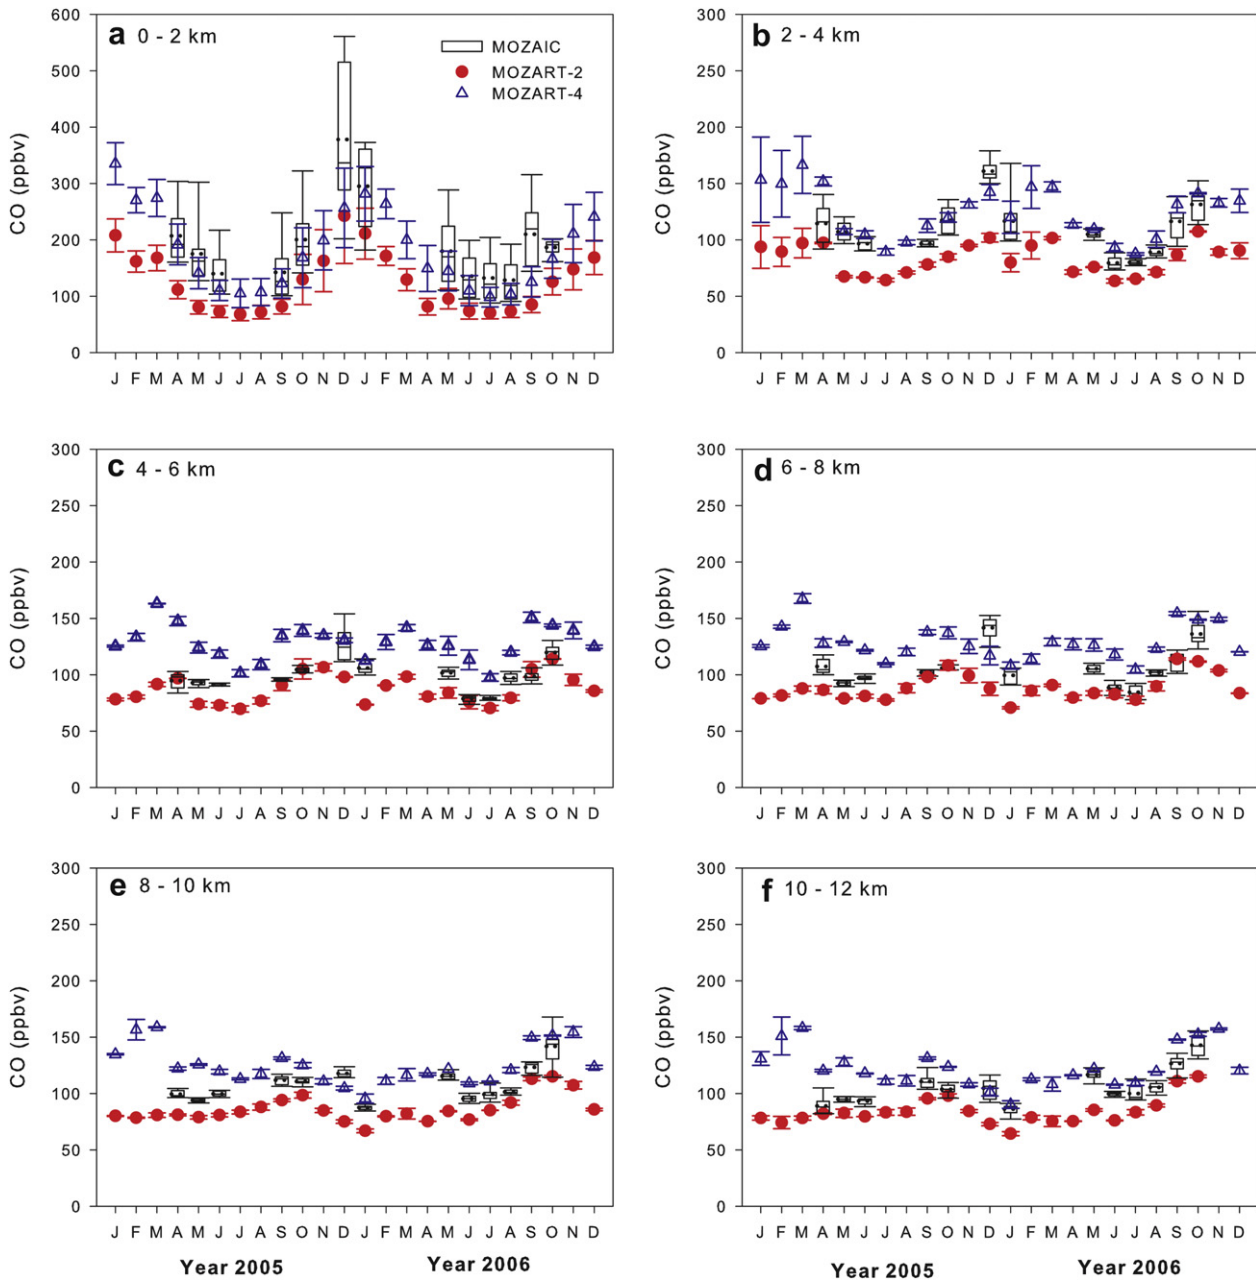 a 0 - 2 km
MOZAIC
MOZART-2
MOZART-4
CO (ppbv)
600
500
400
300
200
100
0
J F M A M J J A S O N D J F M A M J J A S O N D
b 2 - 4 km
CO (ppbv)
300
250
200
150
100
50
0
J F M A M J J A S O N D J F M A M J J A S O N D
c 4 - 6 km
CO (ppbv)
300
250
200
150
100
50
0
J F M A M J J A S O N D J F M A M J J A S O N D
d 6 - 8 km
CO (ppbv)
300
250
200
150
100
50
0
J F M A M J J A S O N D J F M A M J J A S O N D
e 8 - 10 km
CO (ppbv)
300
250
200
150
100
50
0
J F M A M J J A S O N D J F M A M J J A S O N D
Year 2005 Year 2006
f 10 - 12 km
CO (ppbv)
300
250
200
150
100
50
0
J F M A M J J A S O N D J F M A M J J A S O N D
Year 2005 Year 2006